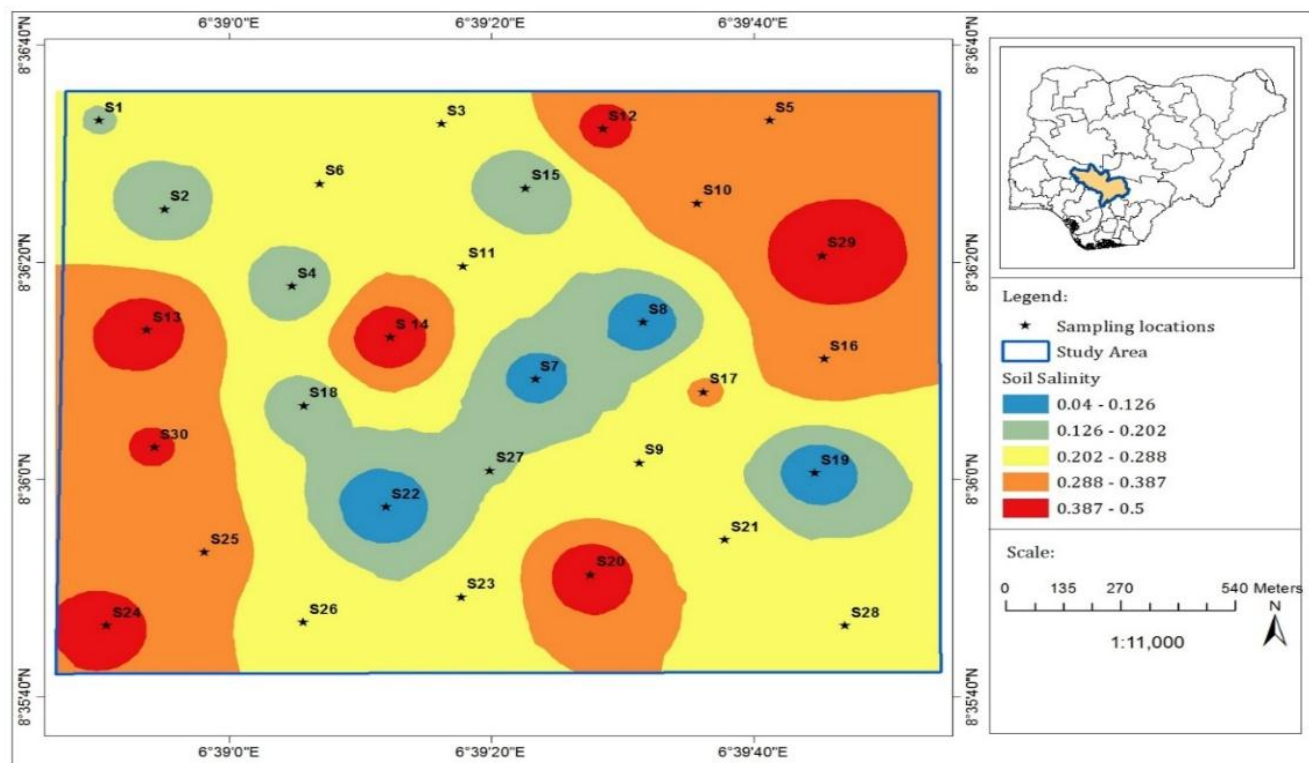 6°39'0"E 6°39'20"E 6°39'40"E
8°36'40"N 8°36'40"N
S1 S3 S12 S5
S6 S15 S10
S2
S11 S29
8°36'20"N 8°36'20"N
S4
S8
S13 S 14 S16
S7 S17
S18
S30 S27 S9 S19
8°36'0"N 8°36'0"N
S22
S21
S25
S20
S24 S26 S23 S28
8°35'40"N 8°35'40"N
6°39'0"E 6°39'20"E 6°39'40"E
Legend:
Sampling locations
Study Area
Soil Salinity
0.04 - 0.126
0.126 - 0.202
0.202 - 0.288
0.288 - 0.387
0.387 - 0.5
Scale:
0 135 270 540 Meters
N
1:11,000